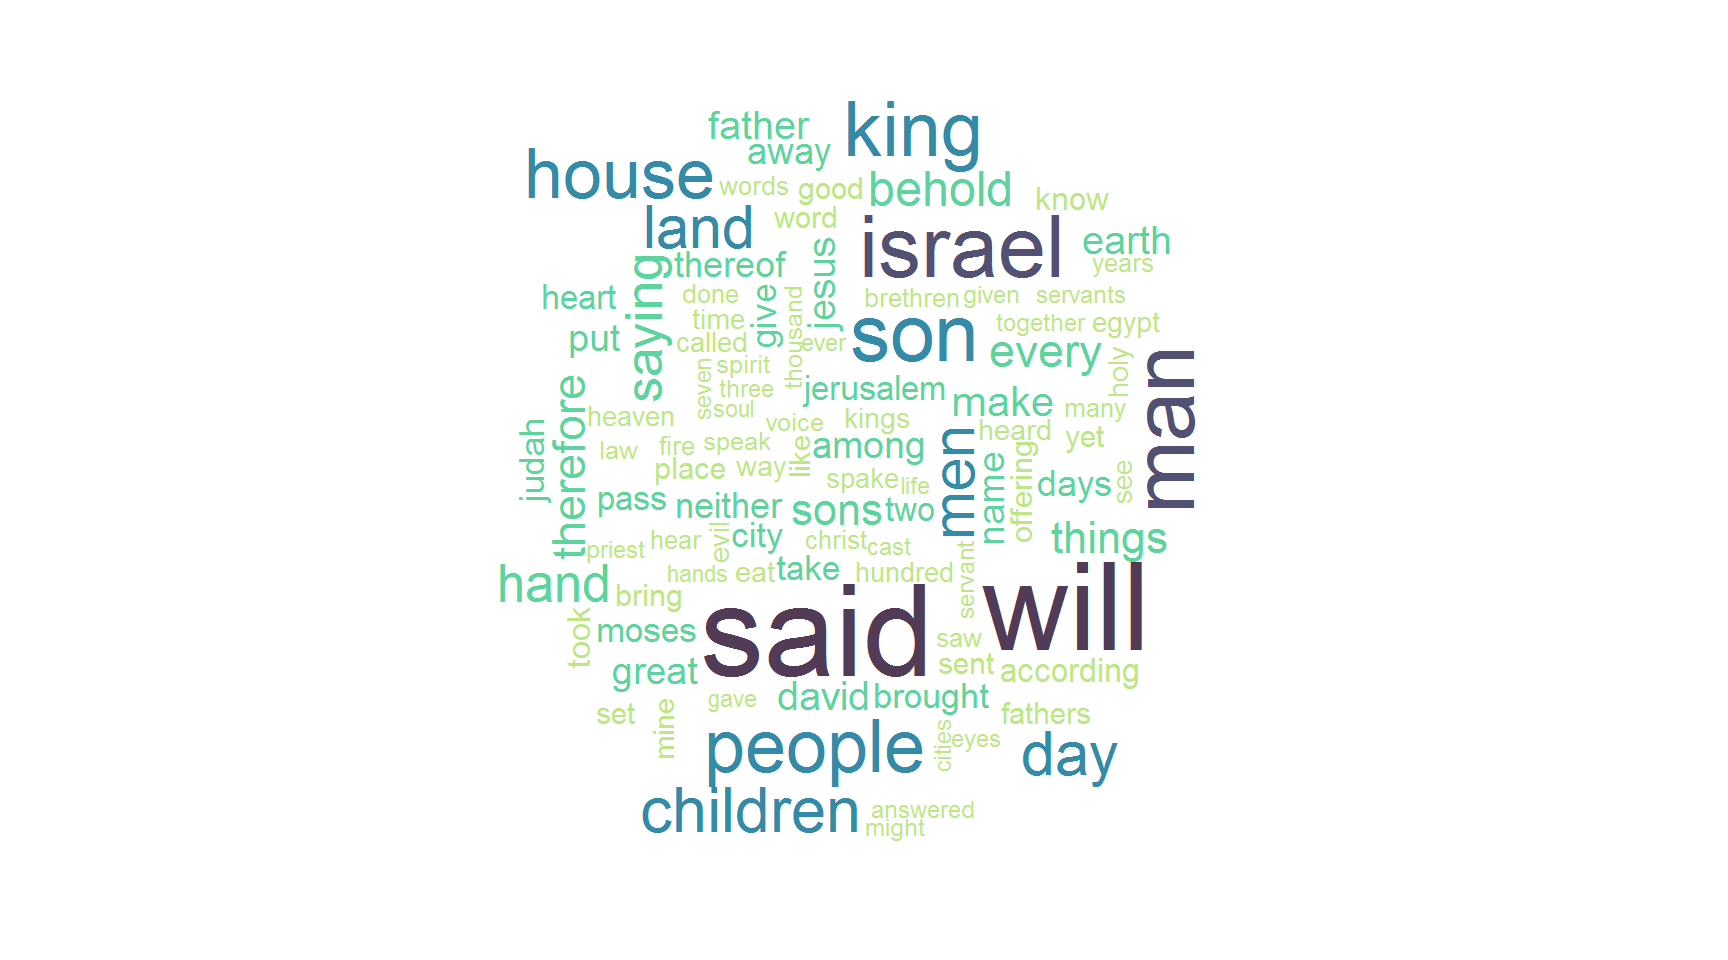 father
king
away
house
words
good
behold
know
land
word
israel
earth
thereof
jesus
years
saying
heart
done
give
thousand
brethren
given
servants
put
time
called
ever
son
together
egypt
every
holy
man
seven
spirit
three
jerusalem
make
many
therefore
heaven
soul
voice
kings
heard
yet
judah
law
fire
speak
like
among
men
place
way
spake
life
name
offering
days
see
pass
neither
sons
two
things
priest
hear
evil
city
christ
cast
hand
hands
eat
take
hundred
servant
will
bring
said
took
moses
saw
great
sent
according
set
mine
gave
david
brought
fathers
people
cities
eyes
day
children
answered
might